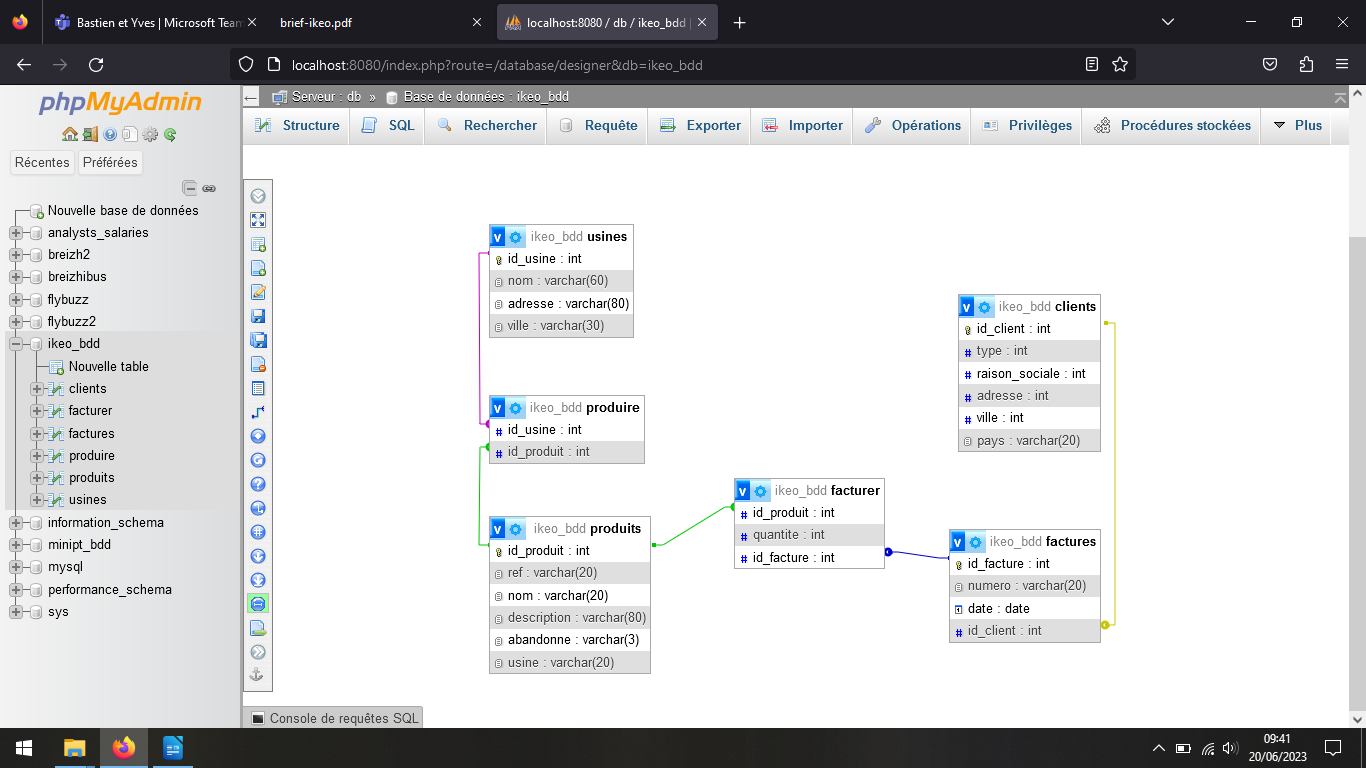 Bastien et Yves | Microsoft Team
brief-ikeo.pdf
localhost:8080 / db / ikeo_bdd |
localhost:8080/index.php?route=/database/designer&db=ikeo_bdd
phpMyAdmin
Récentes
Préférées
Nouvelle base de données
analysts_salaries
breizh2
breizhibus
flybuzz
flybuzz2
ikeo_bdd
Nouvelle table
clients
facturer
factures
produire
produits
usines
information_schema
minipt_bdd
mysql
performance_schema
sys
Serveur : db » Base de données : ikeo_bdd
Structure
SQL
Rechercher
Requête
Exporter
Importer
Opérations
Privilèges
Procédures stockées
Plus
v ikeo_bdd usines
id_usine : int
nom : varchar(60)
adresse : varchar(80)
ville : varchar(30)
v ikeo_bdd produire
# id_usine : int
# id_produit : int
v ikeo_bdd produits
id_produit : int
ref : varchar(20)
nom : varchar(20)
description : varchar(80)
abandonne : varchar(3)
usine : varchar(20)
v ikeo_bdd facturer
# id_produit : int
# quantite : int
# id_facture : int
v ikeo_bdd clients
id_client : int
# type : int
# raison_sociale : int
# adresse : int
# ville : int
pays : varchar(20)
v ikeo_bdd factures
id_facture : int
numero : varchar(20)
date : date
# id_client : int
Console de requêtes SQL
09:41
20/06/2023